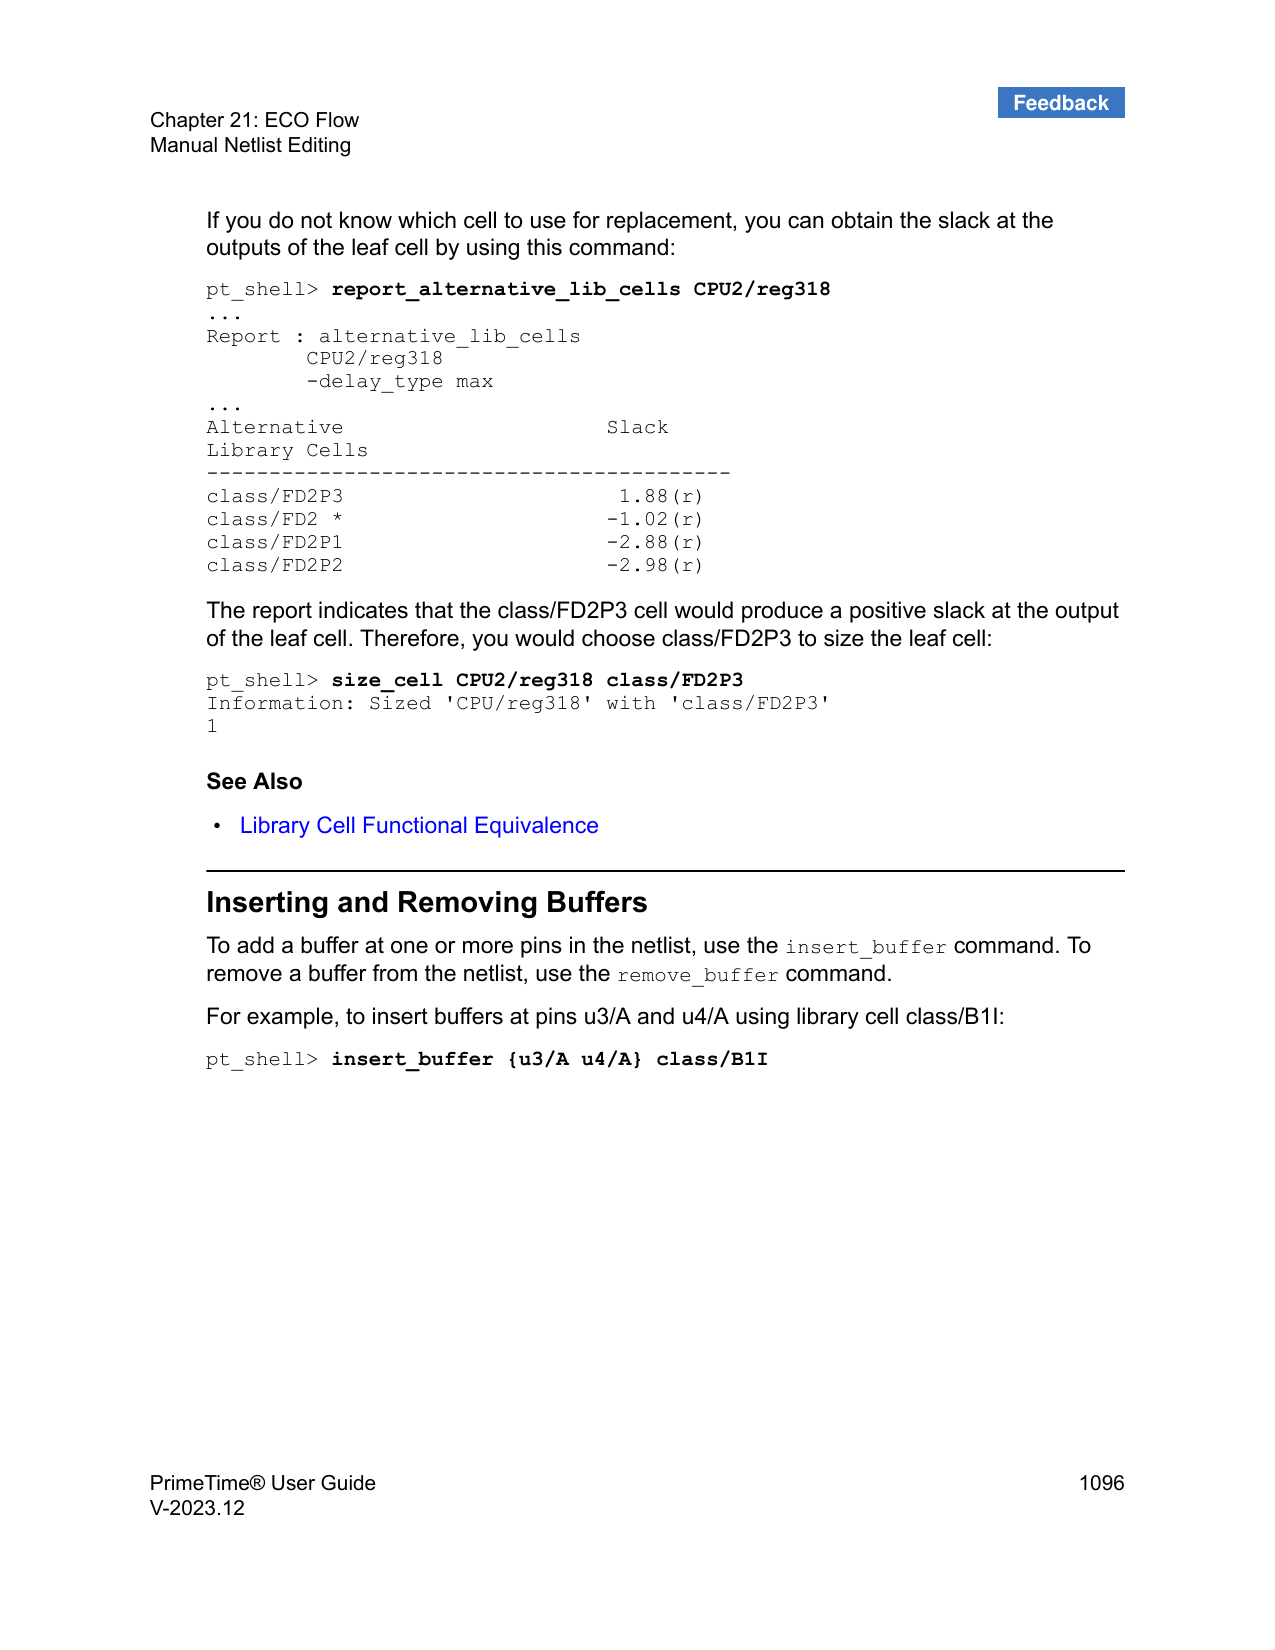 Feedback
Chapter 21: ECO Flow
Manual Netlist Editing
If you do not know which cell to use for replacement, you can obtain the slack at the
outputs of the leaf cell by using this command:
pt_shell> report_alternative_lib_cells CPU2/reg318
...
Report : alternative_lib_cells
        CPU2/reg318
        -delay_type max
...
Alternative                     Slack
Library Cells
------------------------------------------
class/FD2P3                      1.88(r)
class/FD2 *                     -1.02(r)
class/FD2P1                     -2.88(r)
class/FD2P2                     -2.98(r)
The report indicates that the class/FD2P3 cell would produce a positive slack at the output
of the leaf cell. Therefore, you would choose class/FD2P3 to size the leaf cell:
pt_shell> size_cell CPU2/reg318 class/FD2P3
Information: Sized 'CPU/reg318' with 'class/FD2P3'
1
See Also
• Library Cell Functional Equivalence
Inserting and Removing Buffers
To add a buffer at one or more pins in the netlist, use the insert_buffer command. To
remove a buffer from the netlist, use the remove_buffer command.
For example, to insert buffers at pins u3/A and u4/A using library cell class/B1I:
pt_shell> insert_buffer {u3/A u4/A} class/B1I
PrimeTime® User Guide 1096
V-2023.12